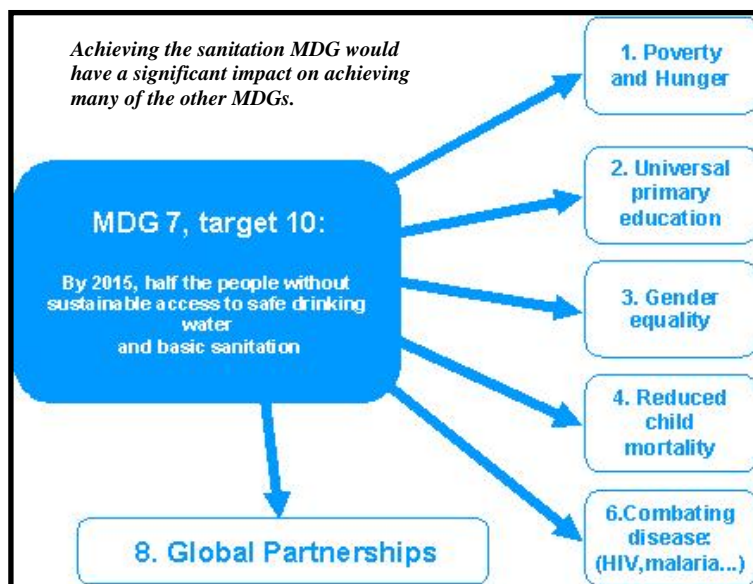 Achieving the sanitation MDG would
have a significant impact on achieving
many of the other MDGs.
MDG 7, target 10:
By 2015, half the people without
sustainable access to safe drinking
water
and basic sanitation
1. Poverty
and Hunger
2. Universal
primary
education
3. Gender
equality
4. Reduced
child
mortality
6.Combating
disease:
(HIV,malaria...)
8. Global Partnerships